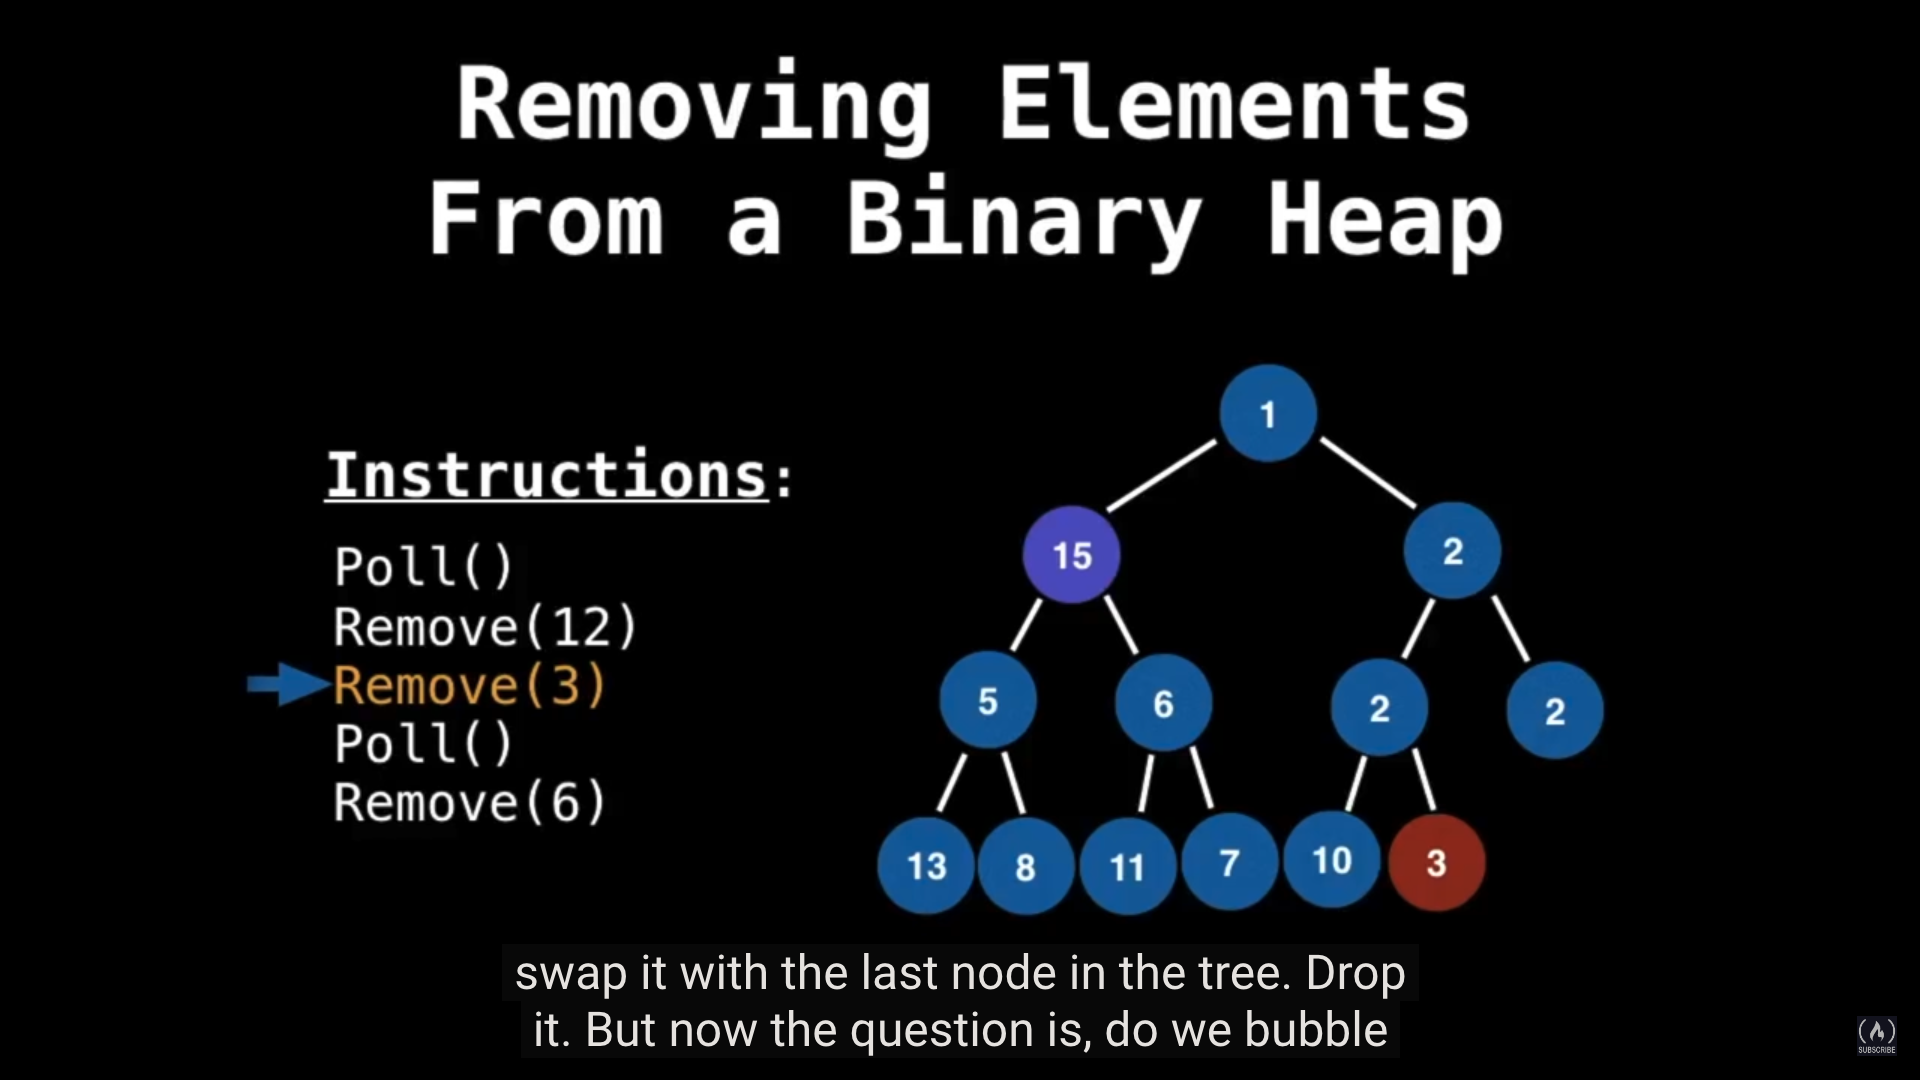 Removing Elements
From a Binary Heap
Instructions:
Poll()
Remove(12)
Remove(3)
Poll()
Remove(6)
1
15
2
5
6
2
2
13
8
11
7
10
3
swap it with the last node in the tree. Drop
it. But now the question is, do we bubble
SUBSCRIBE